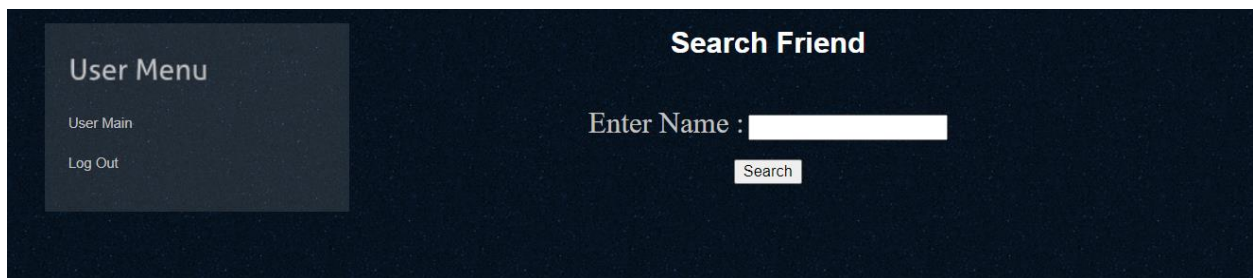 User Menu
User Main
Log Out
Search Friend
Enter Name :
Search